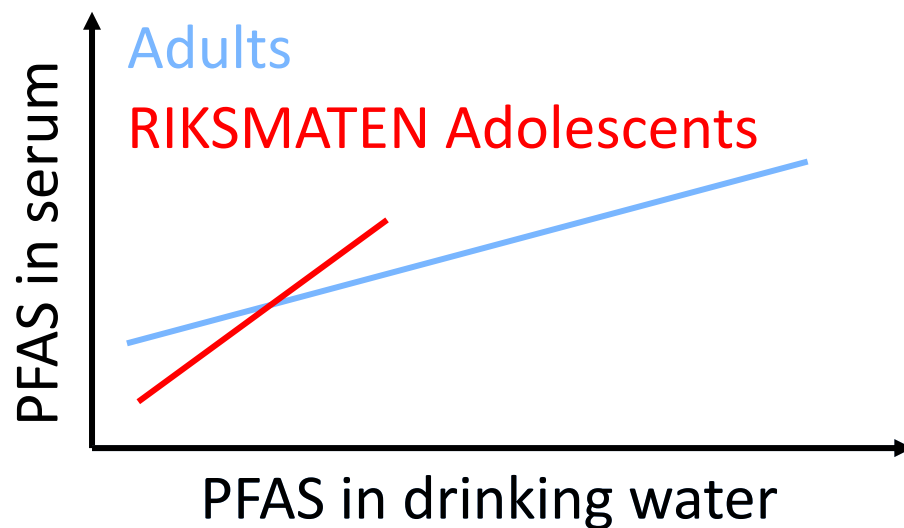 Adults
RIKSMATEN Adolescents
PFAS in serum
PFAS in drinking water